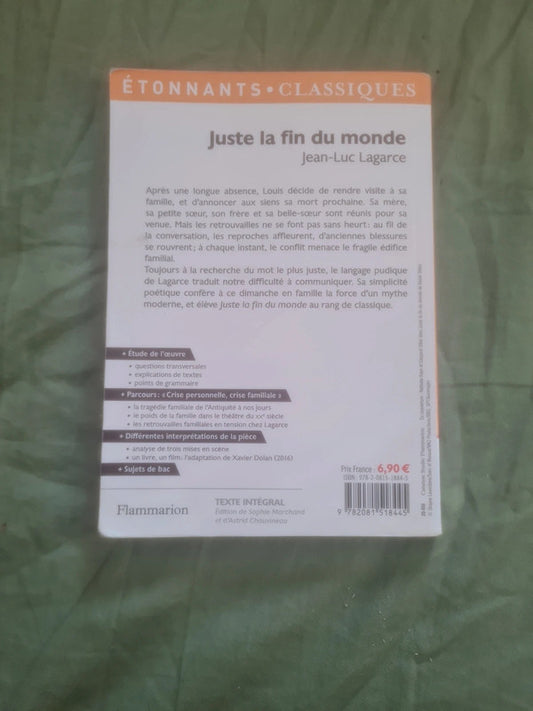 ÉTONNANTS • CLASSIQUES
Juste la fin du monde
Jean-Luc Lagarce
Après une longue absence, Louis décide de rendre visite à sa
famille, et d'annoncer aux siens sa mort prochaine. Sa mère,
sa petite sœur, son frère et sa belle-sœur sont réunis pour sa
venue. Mais les retrouvailles ne se font pas sans heurt : au fil de
la conversation, les reproches affleurent, d'anciennes blessures
se rouvrent ; à chaque instant, le conflit menace le fragile édifice
familial.
Toujours à la recherche du mot le plus juste, le langage pudique
de Lagarce traduit notre difficulté à communiquer. Sa simplicité
poétique confère à ce dimanche en famille la force d'un mythe
moderne, et élève Juste la fin du monde au rang de classique.
+ Étude de l'œuvre
• questions transversales
• explications de textes
• points de grammaire
+ Parcours : « Crise personnelle, crise familiale »
• la tragédie familiale de l'Antiquité à nos jours
• le poids de la famille dans le théâtre du XXe siècle
• les retrouvailles familiales en tension chez Lagarce
+ Différentes interprétations de la pièce
• analyse de trois mises en scène
• un livre, un film : l'adaptation de Xavier Dolan (2016)
+ Sujets de bac
Prix France : 6,90 €
ISBN : 978-2-0815-1844-5
9 782081 518445
Flammarion
TEXTE INTÉGRAL
Édition de Sophie Marchand
et d'Astrid Chauvineau